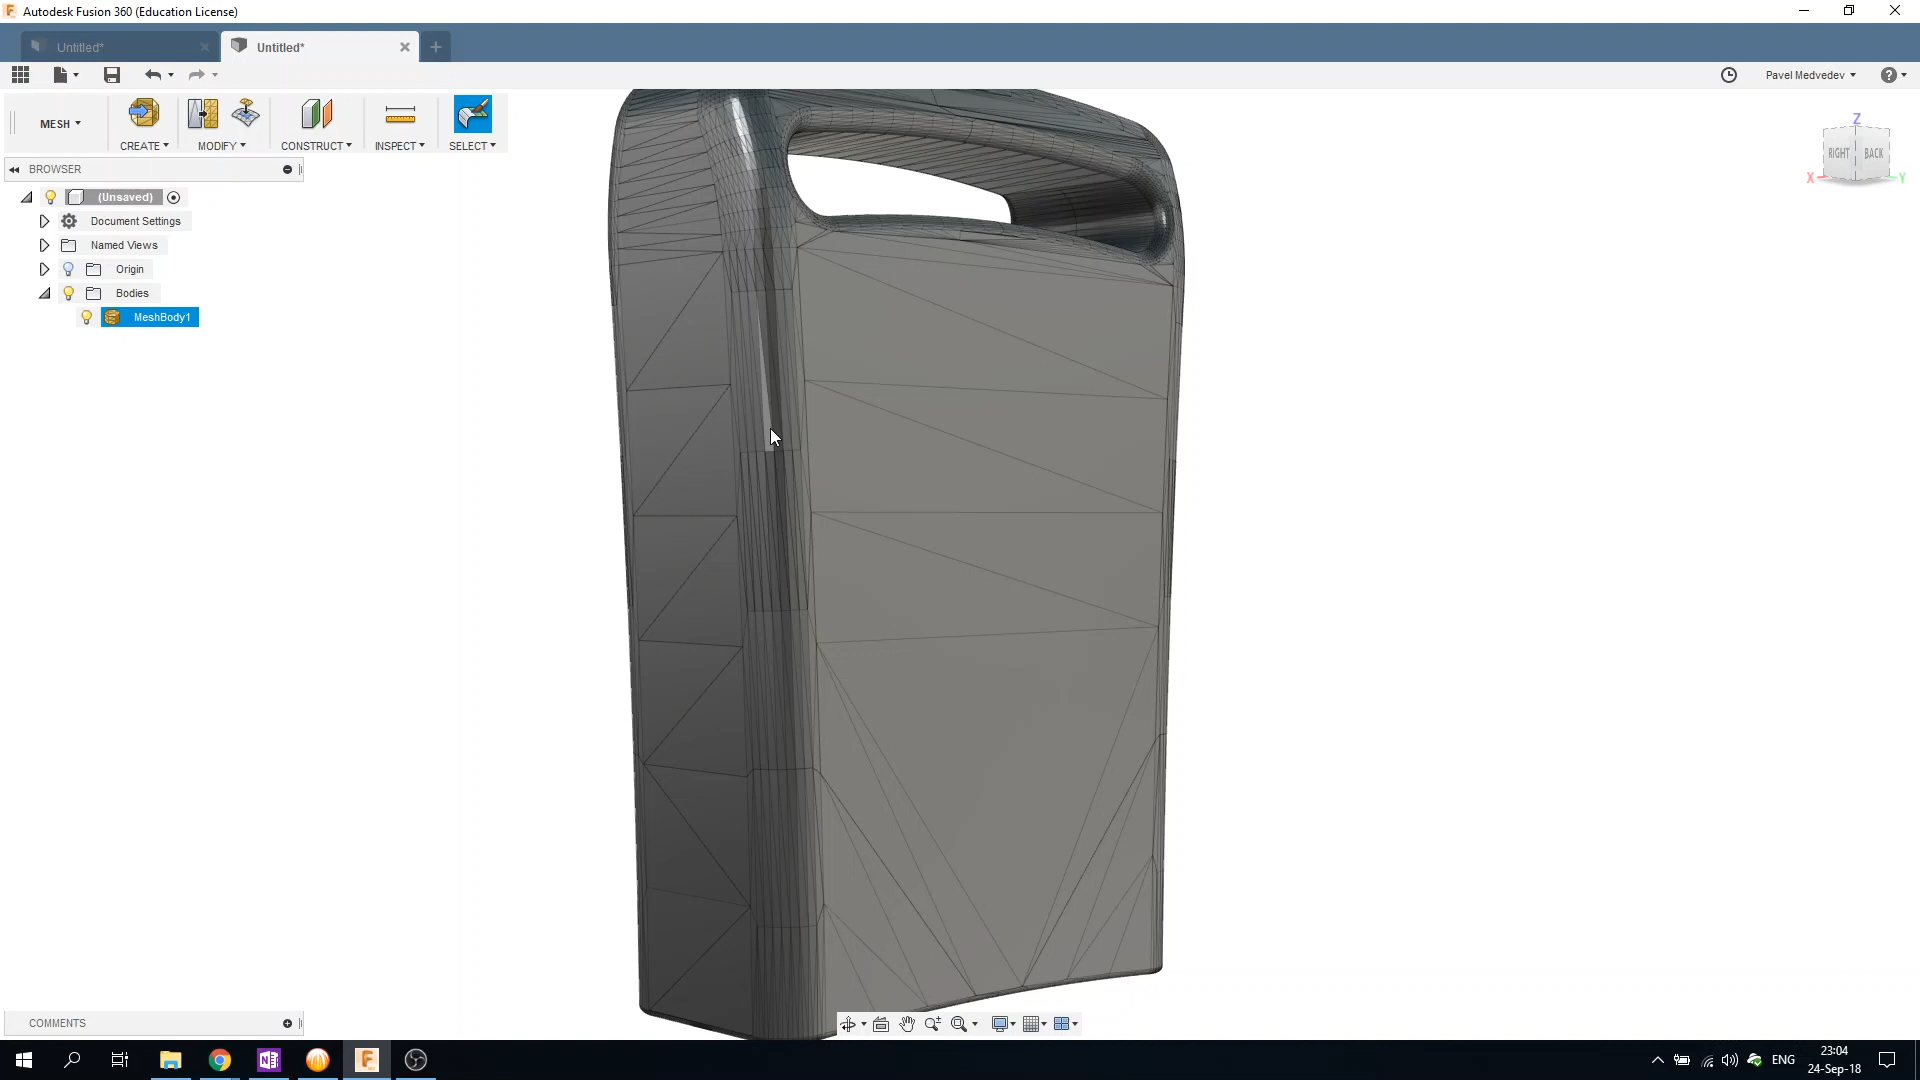 Autodesk Fusion 360 (Education License)
Untitled*
Untitled*
Pavel Medvedev
MESH
CREATE
MODIFY
CONSTRUCT
INSPECT
SELECT
BROWSER
(Unsaved)
Document Settings
Named Views
Origin
Bodies
MeshBody1
Z
RIGHT
BACK
X
Y
COMMENTS
ENG
23:04
24-Sep-18